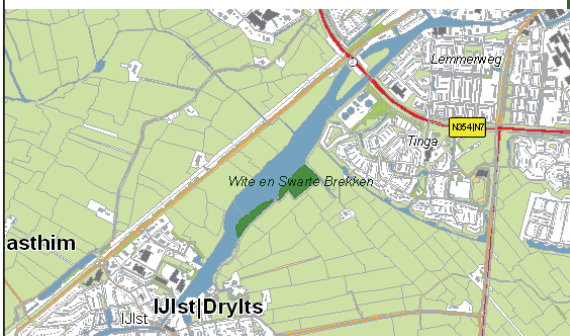 Lemmerweg
N354|N7
Tinga
Wite en Swarte Brekken
asthim
IJlst|Drylts
IJlst